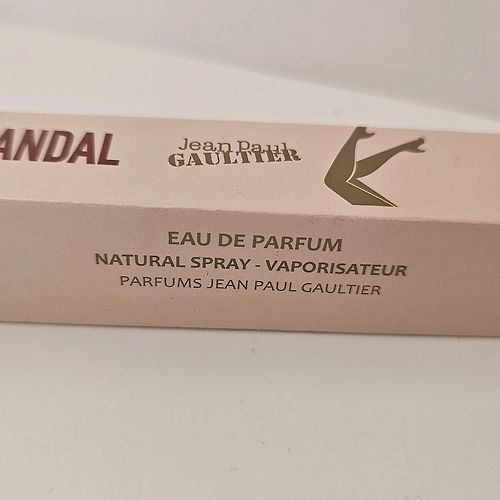 ANDAL
Jean Paul
GAULTIER
EAU DE PARFUM
NATURAL SPRAY - VAPORISATEUR
PARFUMS JEAN PAUL GAULTIER